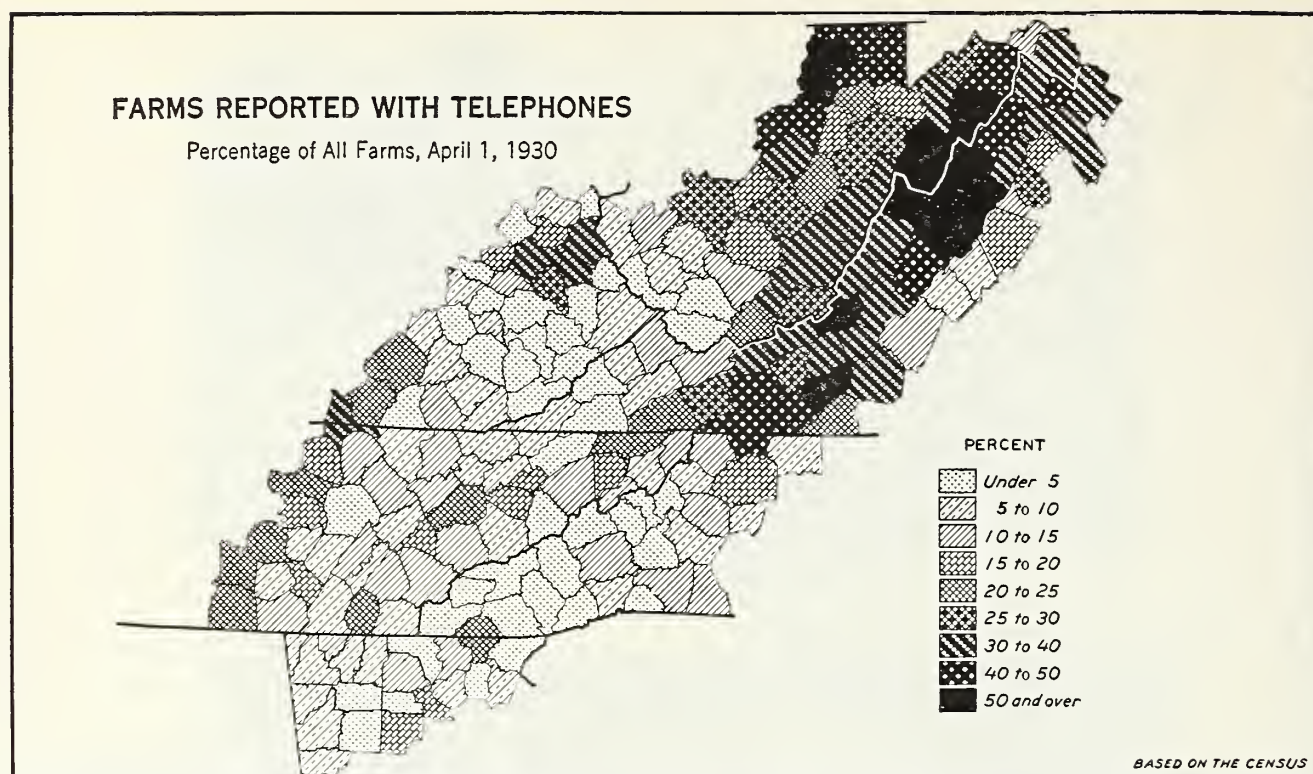 FARMS REPORTED WITH TELEPHONES
Percentage of All Farms, April 1, 1930
PERCENT
Under 5
5 to 10
10 to 15
15 to 20
20 to 25
25 to 30
30 to 40
40 to 50
50 and over
BASED ON THE CENSUS